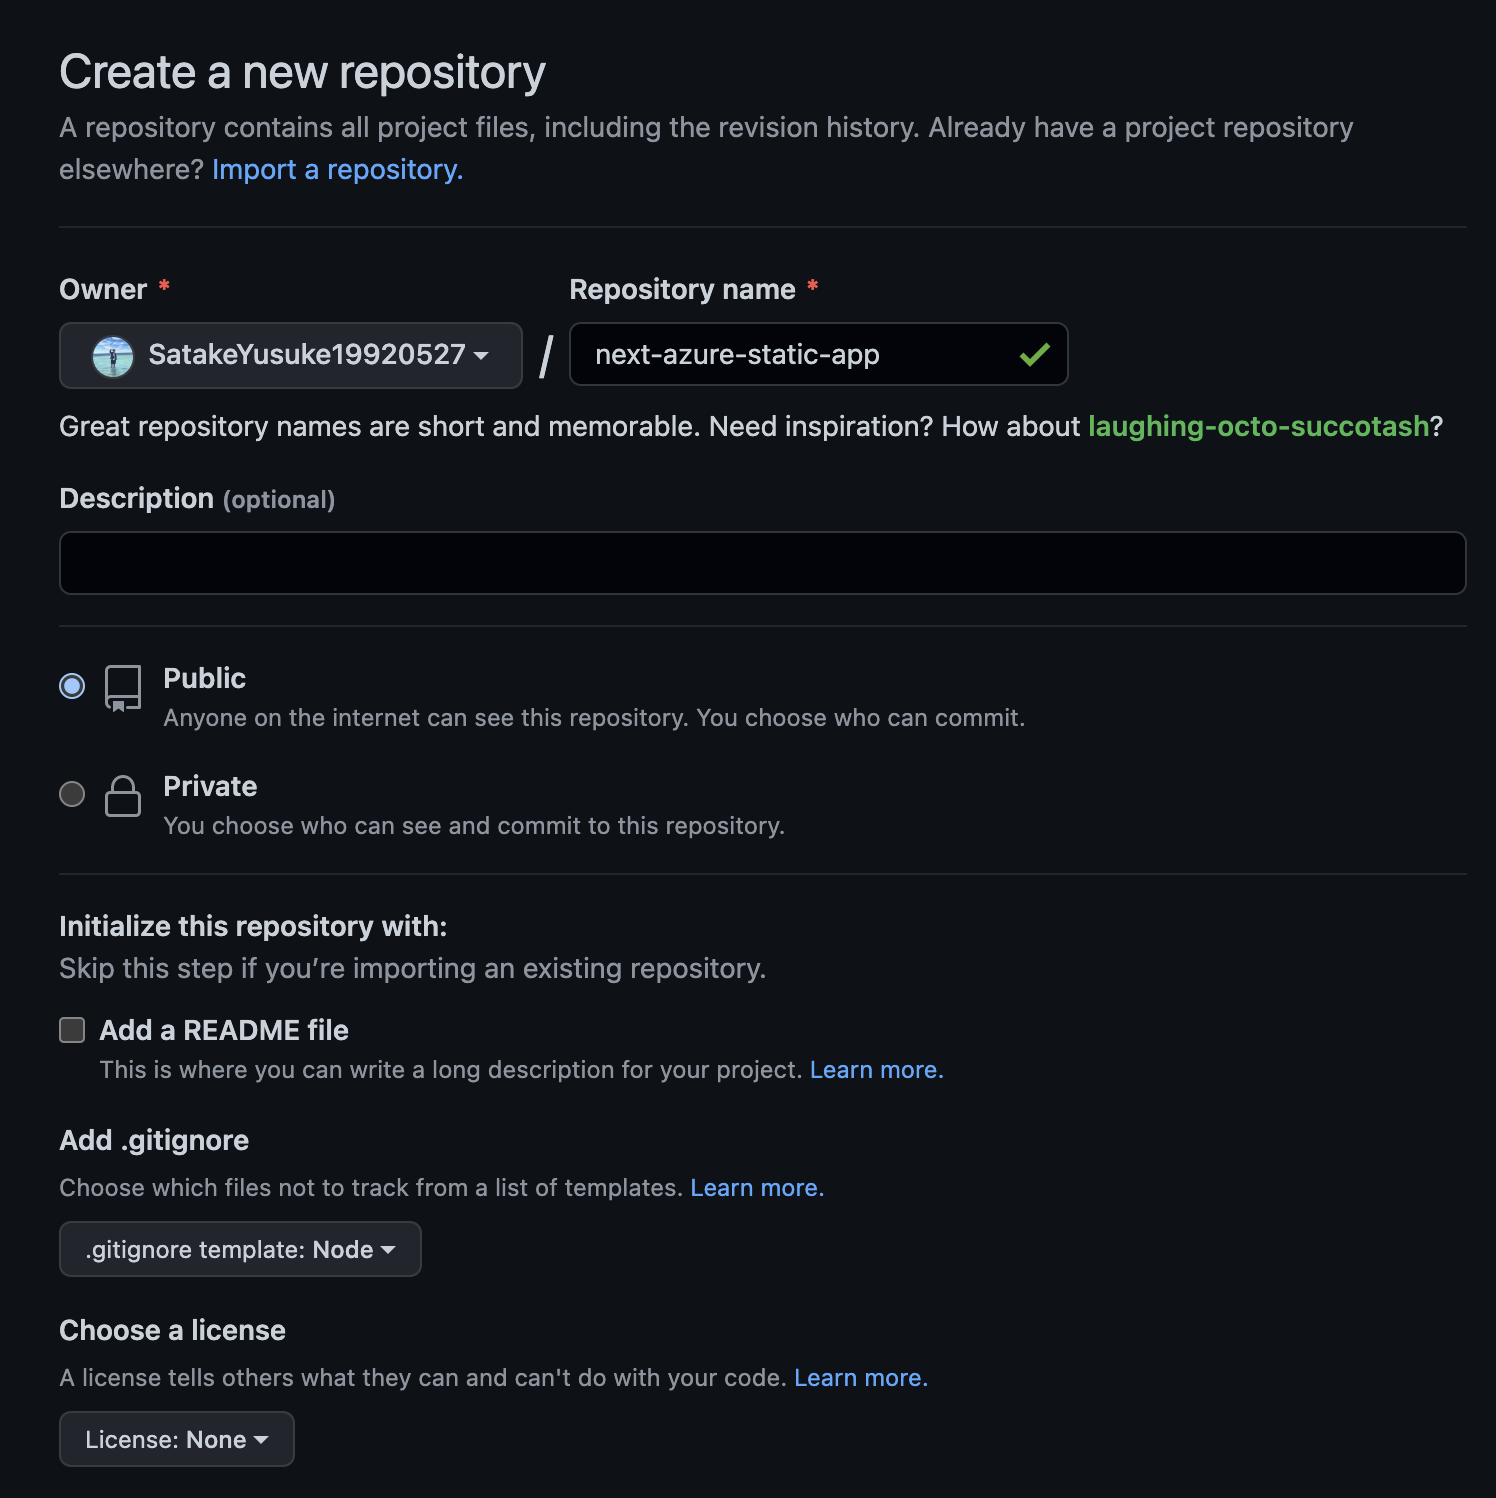 Create a new repository
A repository contains all project files, including the revision history. Already have a project repository
elsewhere? Import a repository.
Owner * Repository name *
SatakeYusuke19920527 / next-azure-static-app
Great repository names are short and memorable. Need inspiration? How about laughing-octo-succotash?
Description (optional)
Public
Anyone on the internet can see this repository. You choose who can commit.
Private
You choose who can see and commit to this repository.
Initialize this repository with:
Skip this step if you’re importing an existing repository.
Add a README file
This is where you can write a long description for your project. Learn more.
Add .gitignore
Choose which files not to track from a list of templates. Learn more.
.gitignore template: Node
Choose a license
A license tells others what they can and can't do with your code. Learn more.
License: None